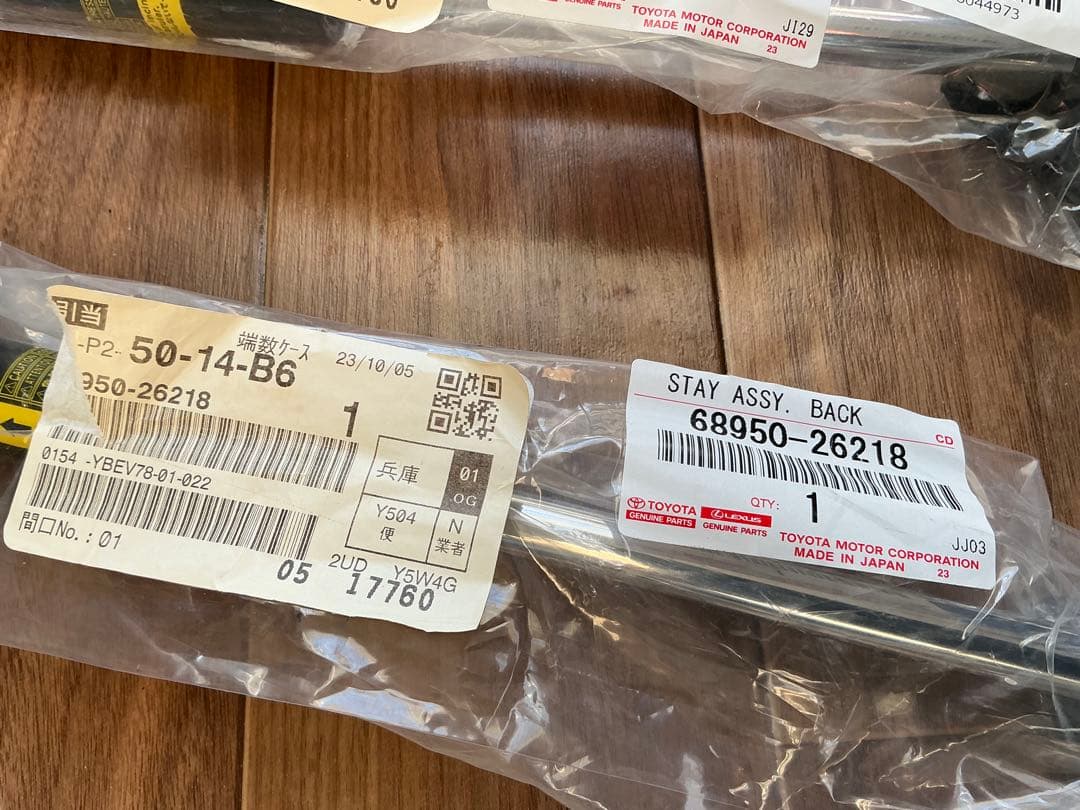 TOYOTA MOTOR CORPORATION
MADE IN JAPAN
23
JI29
GENUINE PARTS
-P2-
50-14-B6
端数ケース
23/10/05
950-26218
1
0154 -YBEV78-01-022
兵庫
01
OG
Y504
便
N
業者
間口No.:01
05
2UD
Y5W4G
17760
STAY ASSY. BACK
68950-26218
CD
QTY:
1
TOYOTA
GENUINE PARTS
LEXUS
GENUINE PARTS
TOYOTA MOTOR CORPORATION
MADE IN JAPAN
23
JJ03